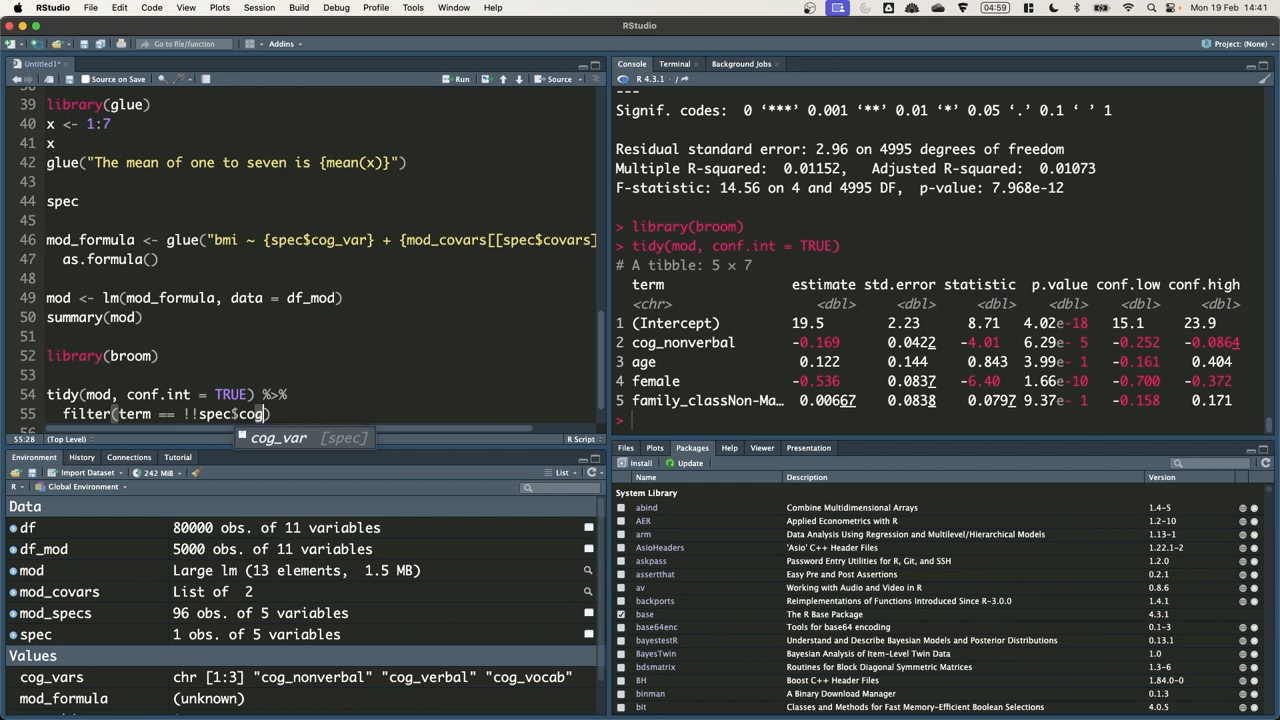 RStudio File Edit Code View Plots Session Build Debug Profile Tools Window Help 04:59 Mon 19 Feb 14:41
RStudio
Go to file/function Addins Project: (None)
Untitled1*
Source on Save Run Source
38
39 library(glue)
40 x <- 1:7
41 x
42 glue("The mean of one to seven is {mean(x)}")
43
44 spec
45
46 mod_formula <- glue("bmi ~ {spec$cog_var} + {mod_covars[[spec$covars]
47 as.formula()
48
49 mod <- lm(mod_formula, data = df_mod)
50 summary(mod)
51
52 library(broom)
53
54 tidy(mod, conf.int = TRUE) %>%
55 filter(term == !!spec$cog)
cog_var [spec]
55:28 (Top Level) R Script
Environment History Connections Tutorial
Import Dataset 242 MiB List
R Global Environment
Data
df 80000 obs. of 11 variables
df_mod 5000 obs. of 11 variables
mod Large lm (13 elements, 1.5 MB)
mod_covars List of 2
mod_specs 96 obs. of 5 variables
spec 1 obs. of 5 variables
Values
cog_vars chr [1:3] "cog_nonverbal" "cog_verbal" "cog_vocab"
mod_formula (unknown)
Console Terminal Background Jobs
R 4.3.1 · ~/
---
Signif. codes: 0 ‘***’ 0.001 ‘**’ 0.01 ‘*’ 0.05 ‘.’ 0.1 ‘ ’ 1
Residual standard error: 2.96 on 4995 degrees of freedom
Multiple R-squared: 0.01152, Adjusted R-squared: 0.01073
F-statistic: 14.56 on 4 and 4995 DF, p-value: 7.968e-12
> library(broom)
> tidy(mod, conf.int = TRUE)
# A tibble: 5 × 7
term estimate std.error statistic p.value conf.low conf.high
<chr> <dbl> <dbl> <dbl> <dbl> <dbl> <dbl>
1 (Intercept) 19.5 2.23 8.71 4.02e-18 15.1 23.9
2 cog_nonverbal -0.169 0.0422 -4.01 6.29e- 5 -0.252 -0.0864
3 age 0.122 0.144 0.843 3.99e- 1 -0.161 0.404
4 female -0.536 0.0837 -6.40 1.66e-10 -0.700 -0.372
5 family_classNon-Ma… 0.00667 0.0838 0.0797 9.37e- 1 -0.158 0.171
>
Files Plots Packages Help Viewer Presentation
Install Update
Name Description Version
System Library
abind Combine Multidimensional Arrays 1.4-5
AER Applied Econometrics with R 1.2-10
arm Data Analysis Using Regression and Multilevel/Hierarchical Models 1.13-1
AsioHeaders 'Asio' C++ Header Files 1.22.1-2
askpass Password Entry Utilities for R, Git, and SSH 1.2.0
assertthat Easy Pre and Post Assertions 0.2.1
av Working with Audio and Video in R 0.8.6
backports Reimplementations of Functions Introduced Since R-3.0.0 1.4.1
base The R Base Package 4.3.1
base64enc Tools for base64 encoding 0.1-3
bayestestR Understand and Describe Bayesian Models and Posterior Distributions 0.13.1
BayesTwin Bayesian Analysis of Item-Level Twin Data 1.0
bdsmatrix Routines for Block Diagonal Symmetric Matrices 1.3-6
BH Boost C++ Header Files 1.84.0-0
binman A Binary Download Manager 0.1.3
bit Classes and Methods for Fast Memory-Efficient Boolean Selections 4.0.5